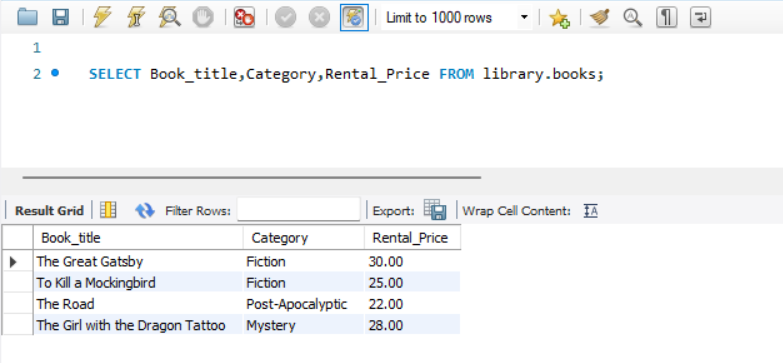 Limit to 1000 rows
1
2 SELECT Book_title,Category,Rental_Price FROM library.books;
Result Grid Filter Rows: Export: Wrap Cell Content: IA
Book_title Category Rental_Price
The Great Gatsby Fiction 30.00
To Kill a Mockingbird Fiction 25.00
The Road Post-Apocalyptic 22.00
The Girl with the Dragon Tattoo Mystery 28.00